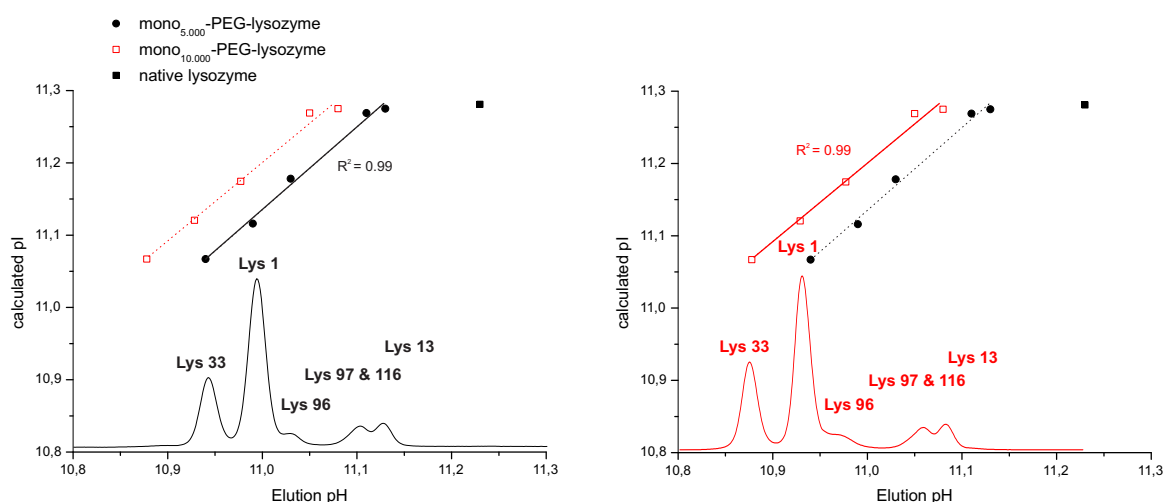 mono5.000-PEG-lysozyme
mono10.000-PEG-lysozyme
native lysozyme
11,3
11,2
11,1
11,0
10,9
10,8
calculated pI
R2 = 0.99
Lys 1
Lys 33
Lys 13
Lys 97 & 116
Lys 96
10,8 10,9 11,0 11,1 11,2 11,3
Elution pH
11,3
11,2
11,1
11,0
10,9
10,8
calculated pI
R2 = 0.99
Lys 1
Lys 33
Lys 13
Lys 97 & 116
Lys 96
10,8 10,9 11,0 11,1 11,2 11,3
Elution pH